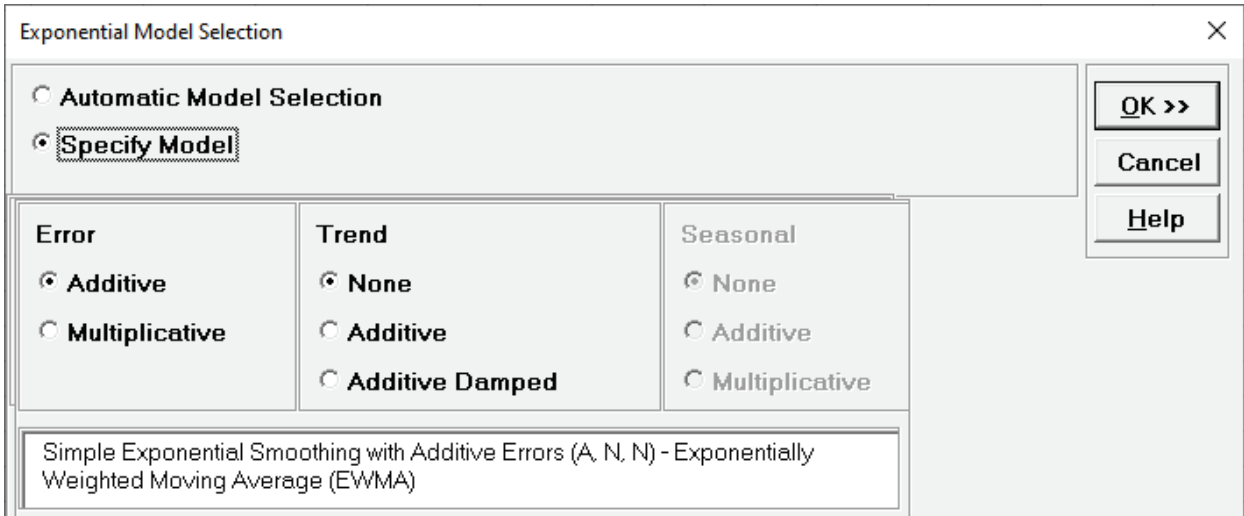 Exponential Model Selection
Automatic Model Selection
Specify Model
OK >>
Cancel
Help
Error
Additive
Multiplicative
Trend
None
Additive
Additive Damped
Seasonal
None
Additive
Multiplicative
Simple Exponential Smoothing with Additive Errors (A, N, N) - Exponentially
Weighted Moving Average (EWMA)